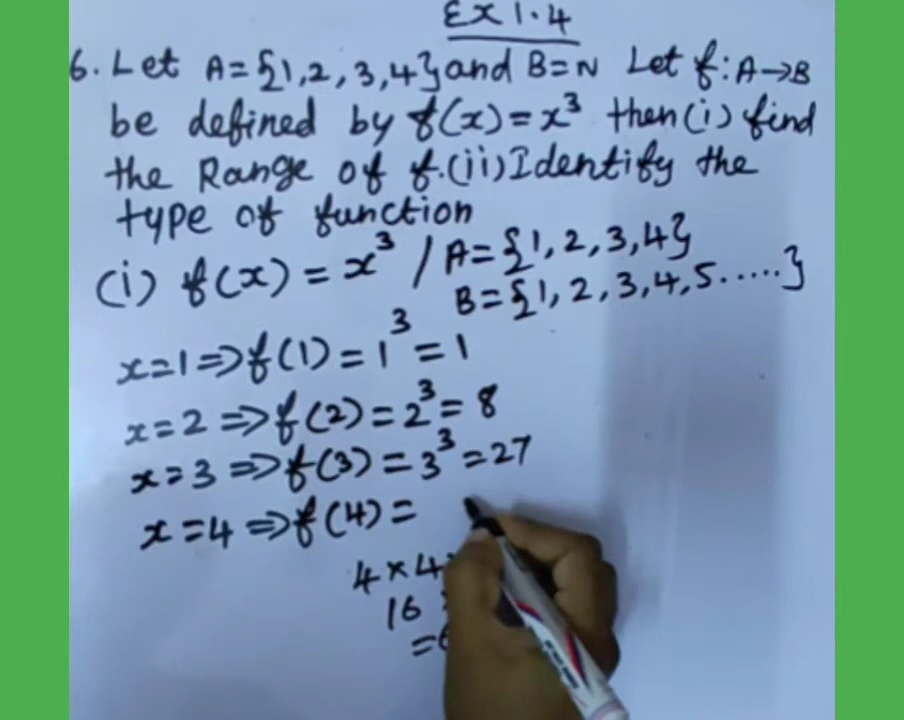 Ex 1.4
6. Let A={1,2,3,4} and B=N Let f:A→B
be defined by f(x)=x³ then (i) find
the Range of f.(ii) Identify the
type of function
(i) f(x) = x³ / A={1,2,3,4}
B={1,2,3,4,5.....}
x=1⇒f(1)=1³=1
x=2⇒f(2)=2³=8
x=3⇒f(3)=3³=27
x=4⇒f(4)=
4×4
16
=6